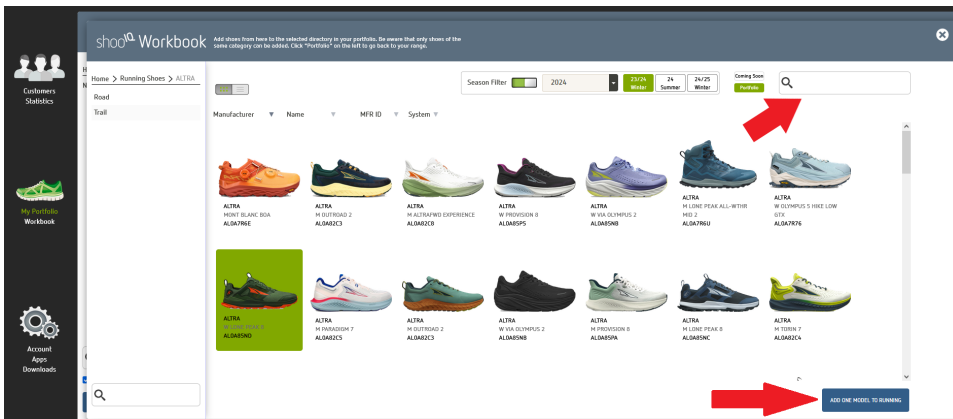 shoo IQ Workbook
Add shoes from here to the selected directory in your portfolio. Be aware that only shoes of the
same category can be added. Click "Portfolio" on the left to go back to your range.
Customers
Statistics
My Portfolio
Workbook
Account
Apps
Downloads
Home > Running Shoes > ALTRA
Road
Trail
Season Filter
2024
23/24
Winter
24
Summer
24/25
Winter
Coming Soon
Portfolio
Manufacturer ▼ Name ▼ MFR ID ▼ System ▼
ALTRA
MONT BLANC BOA
AL0A7R6E
ALTRA
M OUTROAD 2
AL0A82C3
ALTRA
M ALTRAFWD EXPERIENCE
AL0A82C8
ALTRA
W PROVISION 8
AL0A85P5
ALTRA
W VIA OLYMPUS 2
AL0A85NB
ALTRA
M LONE PEAK ALL-WTHR
MID 2
AL0A7R6U
ALTRA
W OLYMPUS 5 HIKE LOW
GTX
AL0A7R76
ALTRA
W LONE PEAK 8
AL0A85NO
ALTRA
M PARADIGM 7
AL0A82C5
ALTRA
M OUTROAD 2
AL0A82C3
ALTRA
W VIA OLYMPUS 2
AL0A85NB
ALTRA
M PROVISION 8
AL0A85PA
ALTRA
M LONE PEAK 8
AL0A85NC
ALTRA
M TORIN 7
AL0A82C4
ADD ONE MODEL TO RUNNING